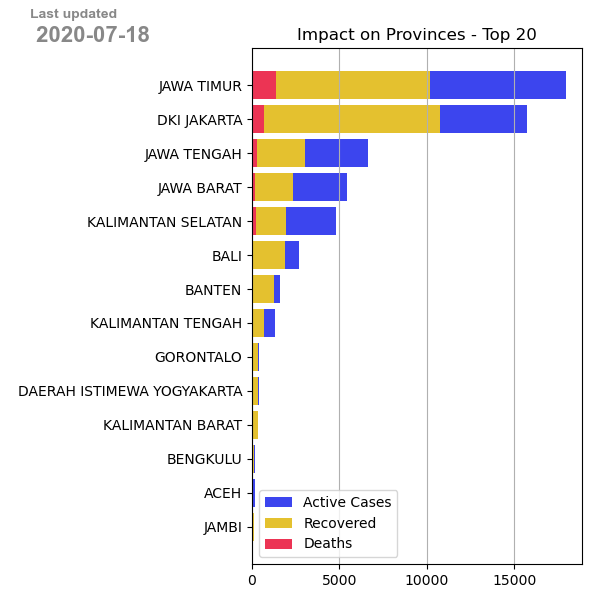 Last updated
2020-07-18
Impact on Provinces - Top 20
JAWA TIMUR
DKI JAKARTA
JAWA TENGAH
JAWA BARAT
KALIMANTAN SELATAN
BALI
BANTEN
KALIMANTAN TENGAH
GORONTALO
DAERAH ISTIMEWA YOGYAKARTA
KALIMANTAN BARAT
BENGKULU
ACEH
JAMBI
Active Cases
Recovered
Deaths
0 5000 10000 15000